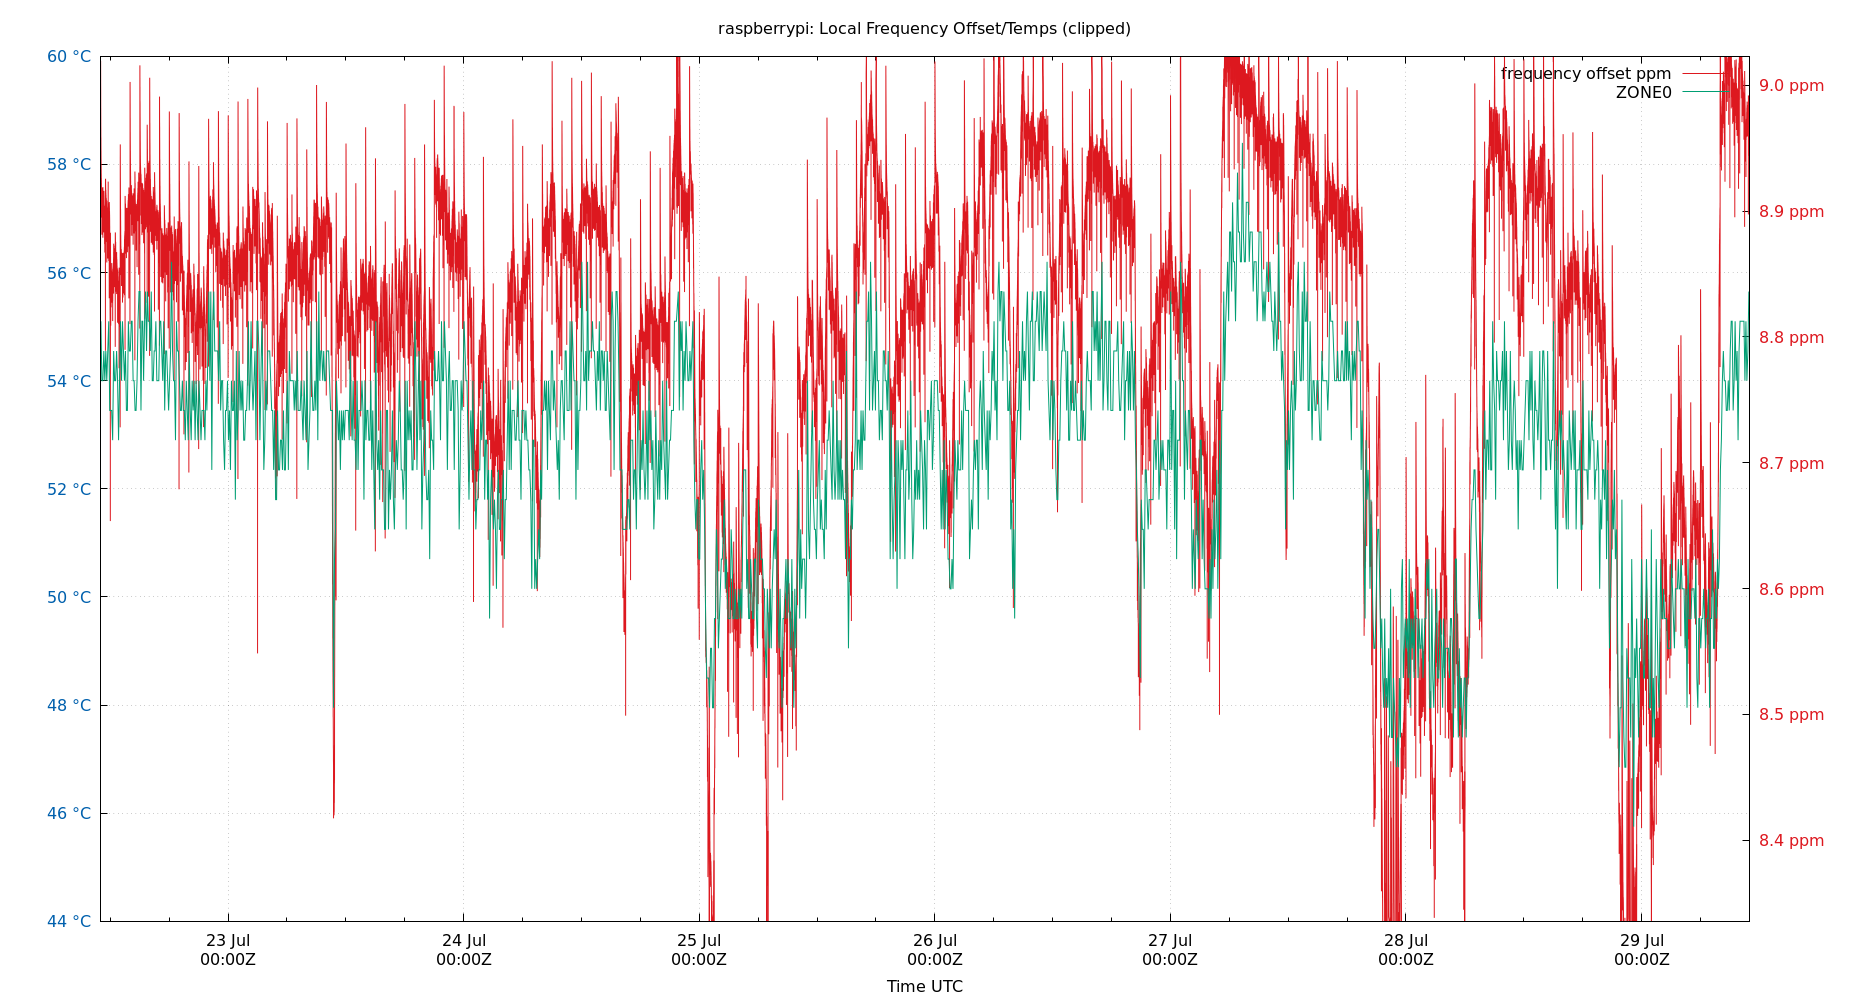 raspberrypi: Local Frequency Offset/Temps (clipped)
60 °C
58 °C
56 °C
54 °C
52 °C
50 °C
48 °C
46 °C
44 °C
frequency offset ppm
ZONE0
9.0 ppm
8.9 ppm
8.8 ppm
8.7 ppm
8.6 ppm
8.5 ppm
8.4 ppm
23 Jul
00:00Z
24 Jul
00:00Z
25 Jul
00:00Z
26 Jul
00:00Z
27 Jul
00:00Z
28 Jul
00:00Z
29 Jul
00:00Z
Time UTC